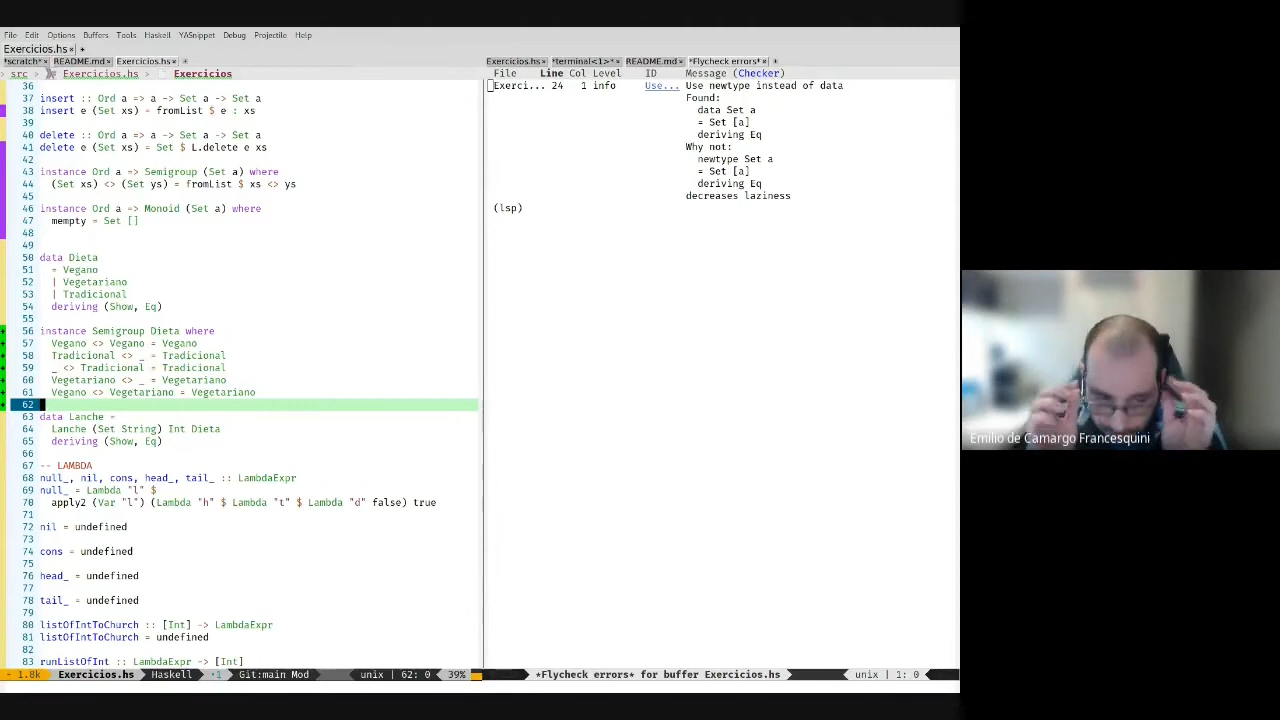 File Edit Options Buffers Tools Haskell YASnippet Debug Projectile Help
Exercicios.hs× +
*scratch*× README.md× Exercicios.hs× +
src > Exercicios.hs > Exercicios
36
37 insert :: Ord a => a -> Set a -> Set a
38 insert e (Set xs) = fromList $ e : xs
39
40 delete :: Ord a => a -> Set a -> Set a
41 delete e (Set xs) = Set $ L.delete e xs
42
43 instance Ord a => Semigroup (Set a) where
44 (Set xs) <> (Set ys) = fromList $ xs <> ys
45
46 instance Ord a => Monoid (Set a) where
47 mempty = Set []
48
49
50 data Dieta
51 = Vegano
52 | Vegetariano
53 | Tradicional
54 deriving (Show, Eq)
55
56 instance Semigroup Dieta where
57 Vegano <> Vegano = Vegano
58 Tradicional <> _ = Tradicional
59 _ <> Tradicional = Tradicional
60 Vegetariano <> _ = Vegetariano
61 Vegano <> Vegetariano = Vegetariano
62
63 data Lanche =
64 Lanche (Set String) Int Dieta
65 deriving (Show, Eq)
66
67 -- LAMBDA
68 null_, nil, cons, head_, tail_ :: LambdaExpr
69 null_ = Lambda "l" $
70 apply2 (Var "l") (Lambda "h" $ Lambda "t" $ Lambda "d" false) true
71
72 nil = undefined
73
74 cons = undefined
75
76 head_ = undefined
77
78 tail_ = undefined
79
80 listOfIntToChurch :: [Int] -> LambdaExpr
81 listOfIntToChurch = undefined
82
83 runListOfInt :: LambdaExpr -> [Int]
- 1.8k Exercicios.hs Haskell ·1 Git:main Mod unix | 62: 0 39%
Exercicios.hs× *terminal<1>*× README.md× *Flycheck errors*× +
File Line Col Level ID Message (Checker)
Exerci... 24 1 info Use... Use newtype instead of data
Found:
data Set a
= Set [a]
deriving Eq
Why not:
newtype Set a
= Set [a]
deriving Eq
decreases laziness
(lsp)
*Flycheck errors* for buffer Exercicios.hs unix | 1: 0
Emilio de Camargo Francesquini